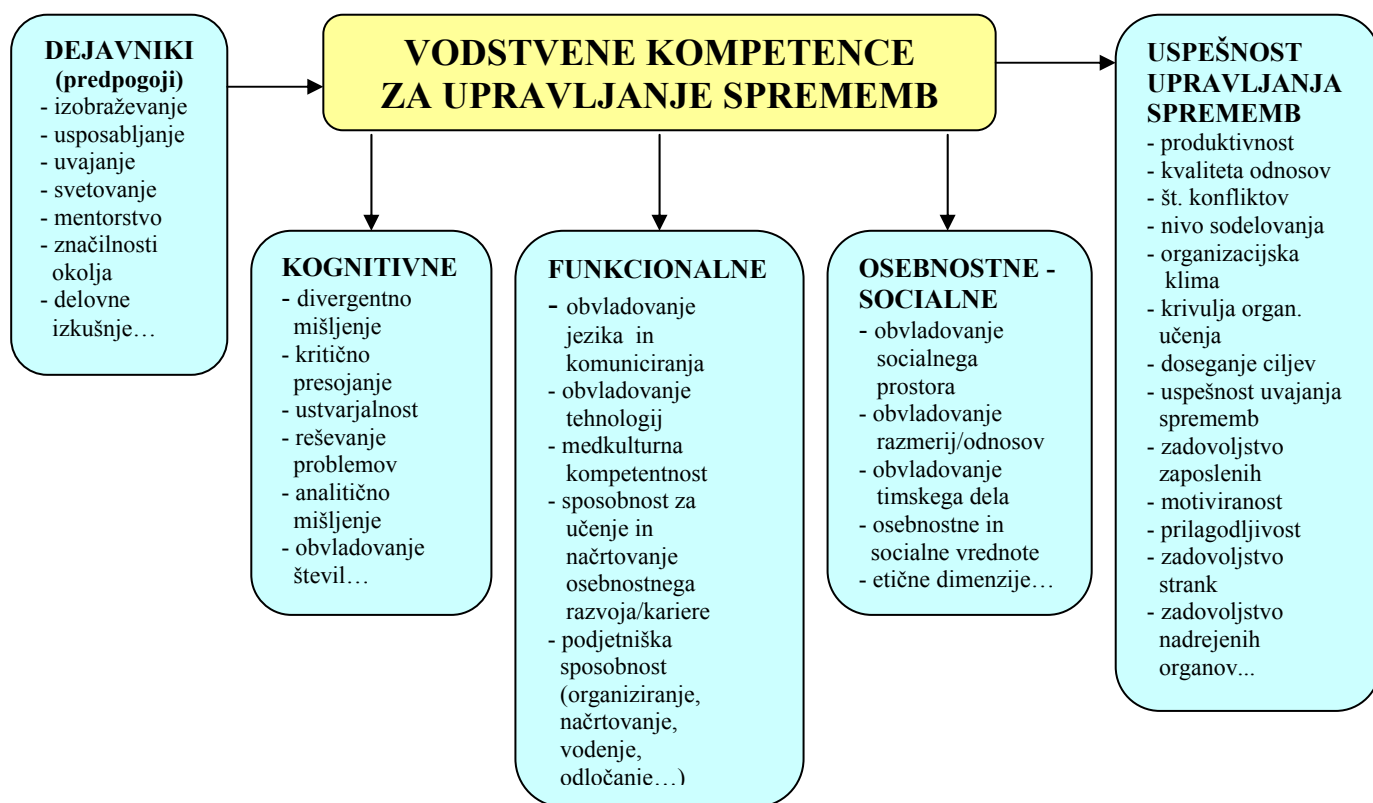 DEJAVNIKI
(predpogoji)
- izobraževanje
- usposabljanje
- uvajanje
- svetovanje
- mentorstvo
- značilnosti
okolja
- delovne
izkušnje…
VODSTVENE KOMPETENCE
ZA UPRAVLJANJE SPREMEMB
KOGNITIVNE
- divergentno
mišljenje
- kritično
presojanje
- ustvarjalnost
- reševanje
problemov
- analitično
mišljenje
- obvladovanje
števil…
FUNKCIONALNE
- obvladovanje
jezika in
komuniciranja
- obvladovanje
tehnologij
- medkulturna
kompetentnost
- sposobnost za
učenje in
načrtovanje
osebnostnega
razvoja/kariere
- podjetniška
sposobnost
(organiziranje,
načrtovanje,
vodenje,
odločanje…)
OSEBNOSTNE -
SOCIALNE
- obvladovanje
socialnega
prostora
- obvladovanje
razmerij/odnosov
- obvladovanje
timskega dela
- osebnostne in
socialne vrednote
- etične dimenzije…
USPEŠNOST
UPRAVLJANJA
SPREMEMB
- produktivnost
- kvaliteta odnosov
- št. konfliktov
- nivo sodelovanja
- organizacijska
klima
- krivulja organ.
učenja
- doseganje ciljev
- uspešnost uvajanja
sprememb
- zadovoljstvo
zaposlenih
- motiviranost
- prilagodljivost
- zadovoljstvo
strank
- zadovoljstvo
nadrejenih
organov...